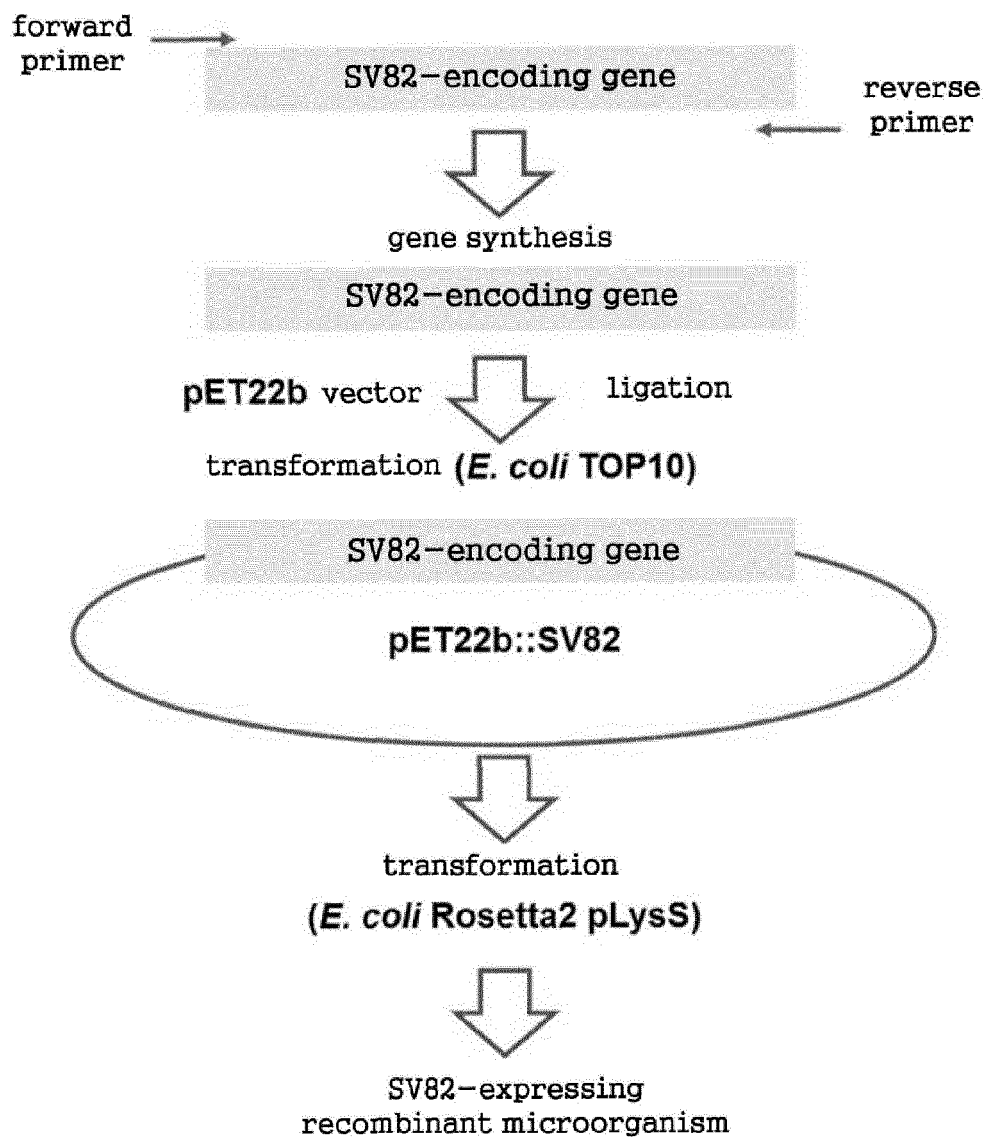 forward
primer
SV82-encoding gene
reverse
primer
gene synthesis
SV82-encoding gene
pET22b vector
ligation
transformation (E. coli TOP10)
SV82-encoding gene
pET22b::SV82
transformation
(E. coli Rosetta2 pLysS)
SV82-expressing
recombinant microorganism